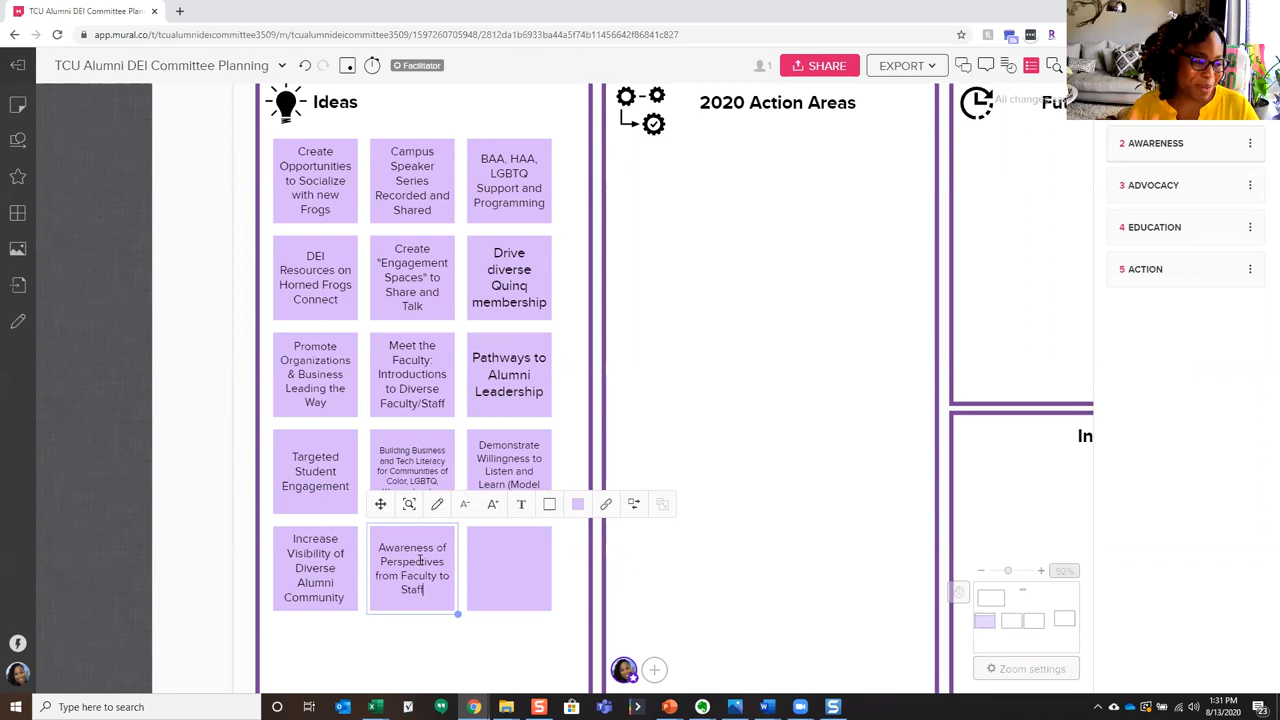 TCU Alumni DEI Committee Pl
app.mural.co/t/tcualumnideicommittee3509/m/tcualumnideicommittee3509/1597260705948/2812da1b6933ba44a5f74b11456642f86841c827
TCU Alumni DEI Committee Planning
Facilitator
1
SHARE
EXPORT
Ideas
2020 Action Areas
All changes
Fu
Create
Opportunities
to Socialize
with new
Frogs
Campus
Speaker
Series
Recorded and
Shared
BAA, HAA,
LGBTQ
Support and
Programming
DEI
Resources on
Horned Frogs
Connect
Create
"Engagement
Spaces" to
Share and
Talk
Drive
diverse
Quinq
membership
Promote
Organizations
& Business
Leading the
Way
Meet the
Faculty:
Introductions
to Diverse
Faculty/Staff
Pathways to
Alumni
Leadership
Targeted
Student
Engagement
Building Business
and Tech Literacy
for Communities of
Color, LGBTQ,
Demonstrate
Willingness to
Listen and
Learn (Model
Increase
Visibility of
Diverse
Alumni
Community
Awareness of
Perspectives
from Faculty to
Staff
In
2 AWARENESS
3 ADVOCACY
4 EDUCATION
5 ACTION
92%
Zoom settings
Type here to search
1:31 PM
8/13/2020